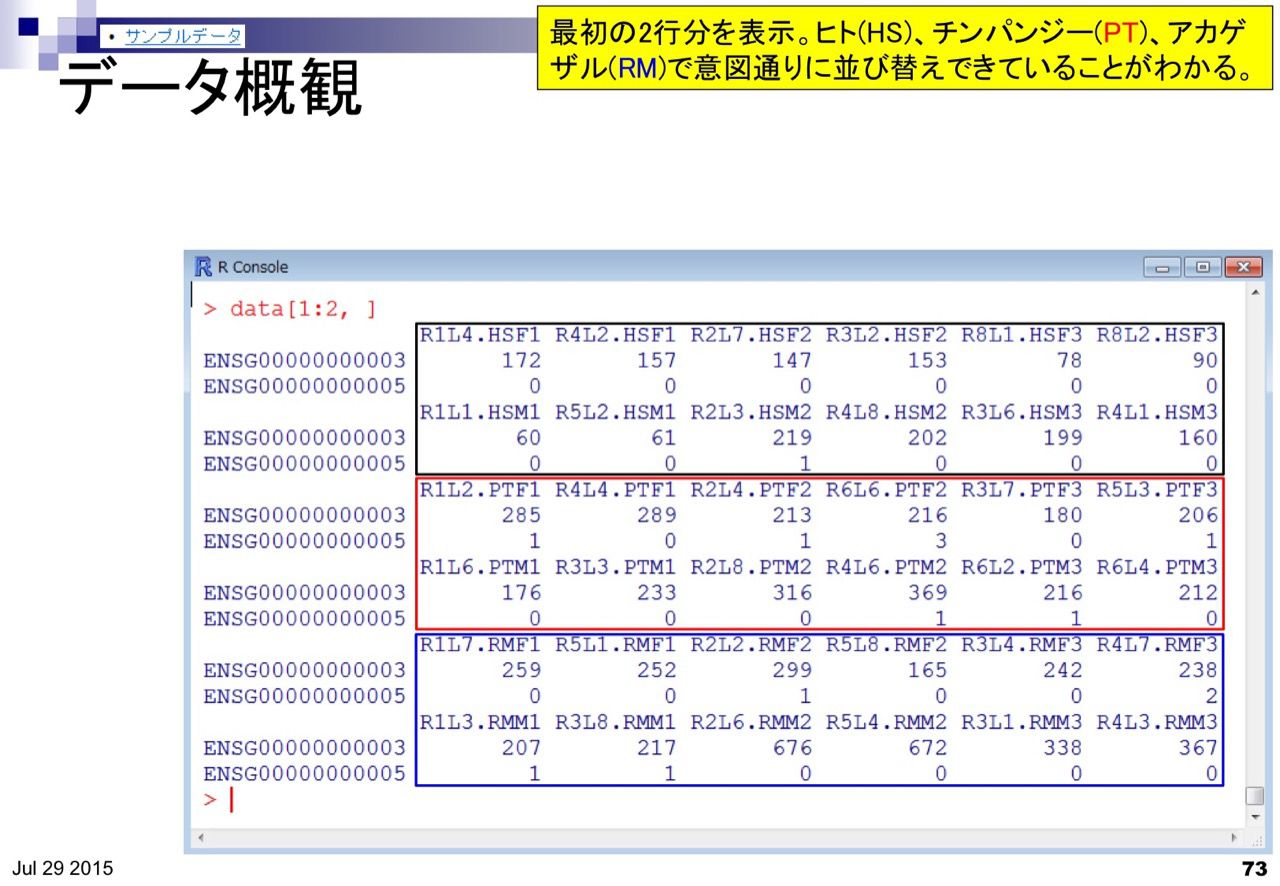 • サンプルデータ
最初の2行分を表示。ヒト(HS)、チンパンジー(PT)、アカゲ
ザル(RM)で意図通りに並び替えできていることがわかる。
データ概観
R Console
> data[1:2, ]
R1L4.HSF1 R4L2.HSF1 R2L7.HSF2 R3L2.HSF2 R8L1.HSF3 R8L2.HSF3
ENSG00000000003 172 157 147 153 78 90
ENSG00000000005 0 0 0 0 0 0
R1L1.HSM1 R5L2.HSM1 R2L3.HSM2 R4L8.HSM2 R3L6.HSM3 R4L1.HSM3
ENSG00000000003 60 61 219 202 199 160
ENSG00000000005 0 0 1 0 0 0
R1L2.PTF1 R4L4.PTF1 R2L4.PTF2 R6L6.PTF2 R3L7.PTF3 R5L3.PTF3
ENSG00000000003 285 289 213 216 180 206
ENSG00000000005 1 0 1 3 0 1
R1L6.PTM1 R3L3.PTM1 R2L8.PTM2 R4L6.PTM2 R6L2.PTM3 R6L4.PTM3
ENSG00000000003 176 233 316 369 216 212
ENSG00000000005 0 0 0 1 1 0
R1L7.RMF1 R5L1.RMF1 R2L2.RMF2 R5L8.RMF2 R3L4.RMF3 R4L7.RMF3
ENSG00000000003 259 252 299 165 242 238
ENSG00000000005 0 0 1 0 0 2
R1L3.RMM1 R3L8.RMM1 R2L6.RMM2 R5L4.RMM2 R3L1.RMM3 R4L3.RMM3
ENSG00000000003 207 217 676 672 338 367
ENSG00000000005 1 1 0 0 0 0
>
Jul 29 2015
73